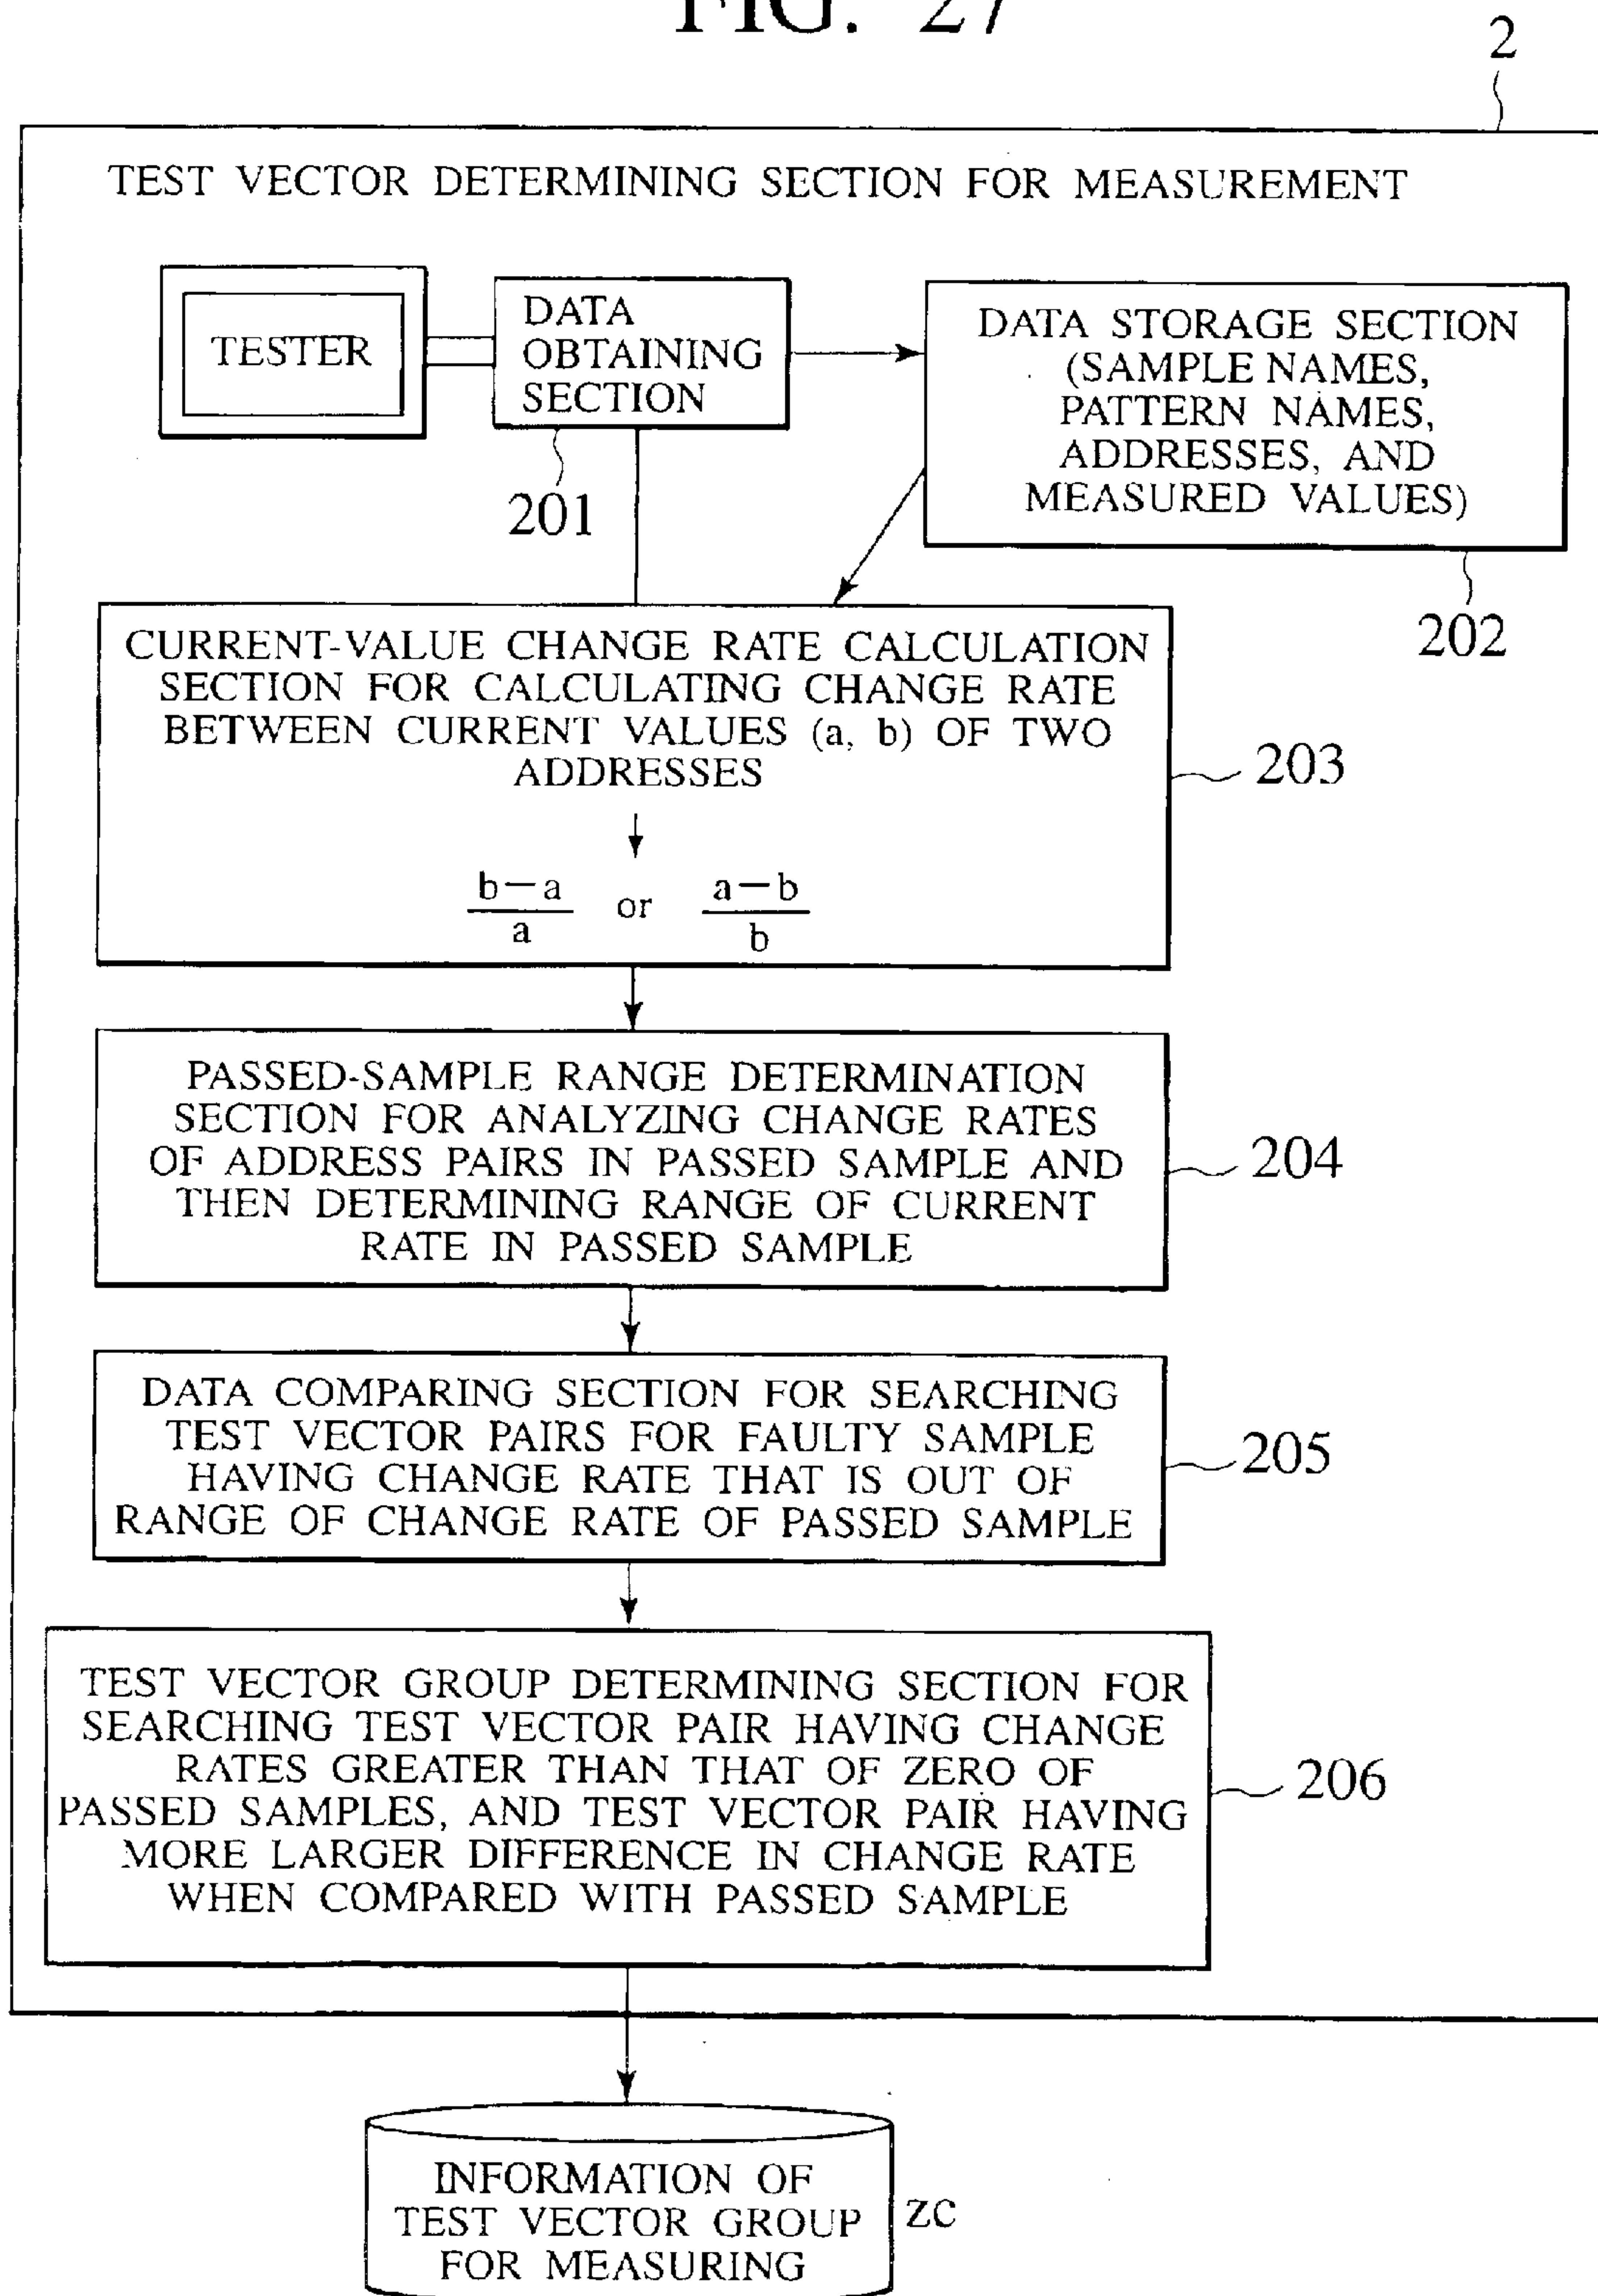 FIG. 27
2
TEST VECTOR DETERMINING SECTION FOR MEASUREMENT
TESTER
DATA
OBTAINING
SECTION
201
DATA STORAGE SECTION
(SAMPLE NAMES,
PATTERN NAMES,
ADDRESSES, AND
MEASURED VALUES)
202
CURRENT-VALUE CHANGE RATE CALCULATION
SECTION FOR CALCULATING CHANGE RATE
BETWEEN CURRENT VALUES (a, b) OF TWO
ADDRESSES
b-a
a
or
a-b
b
203
PASSED-SAMPLE RANGE DETERMINATION
SECTION FOR ANALYZING CHANGE RATES
OF ADDRESS PAIRS IN PASSED SAMPLE AND
THEN DETERMINING RANGE OF CURRENT
RATE IN PASSED SAMPLE
204
DATA COMPARING SECTION FOR SEARCHING
TEST VECTOR PAIRS FOR FAULTY SAMPLE
HAVING CHANGE RATE THAT IS OUT OF
RANGE OF CHANGE RATE OF PASSED SAMPLE
205
TEST VECTOR GROUP DETERMINING SECTION FOR
SEARCHING TEST VECTOR PAIR HAVING CHANGE
RATES GREATER THAN THAT OF ZERO OF
PASSED SAMPLES, AND TEST VECTOR PAIR HAVING
MORE LARGER DIFFERENCE IN CHANGE RATE
WHEN COMPARED WITH PASSED SAMPLE
206
INFORMATION OF
TEST VECTOR GROUP
FOR MEASURING
ZC